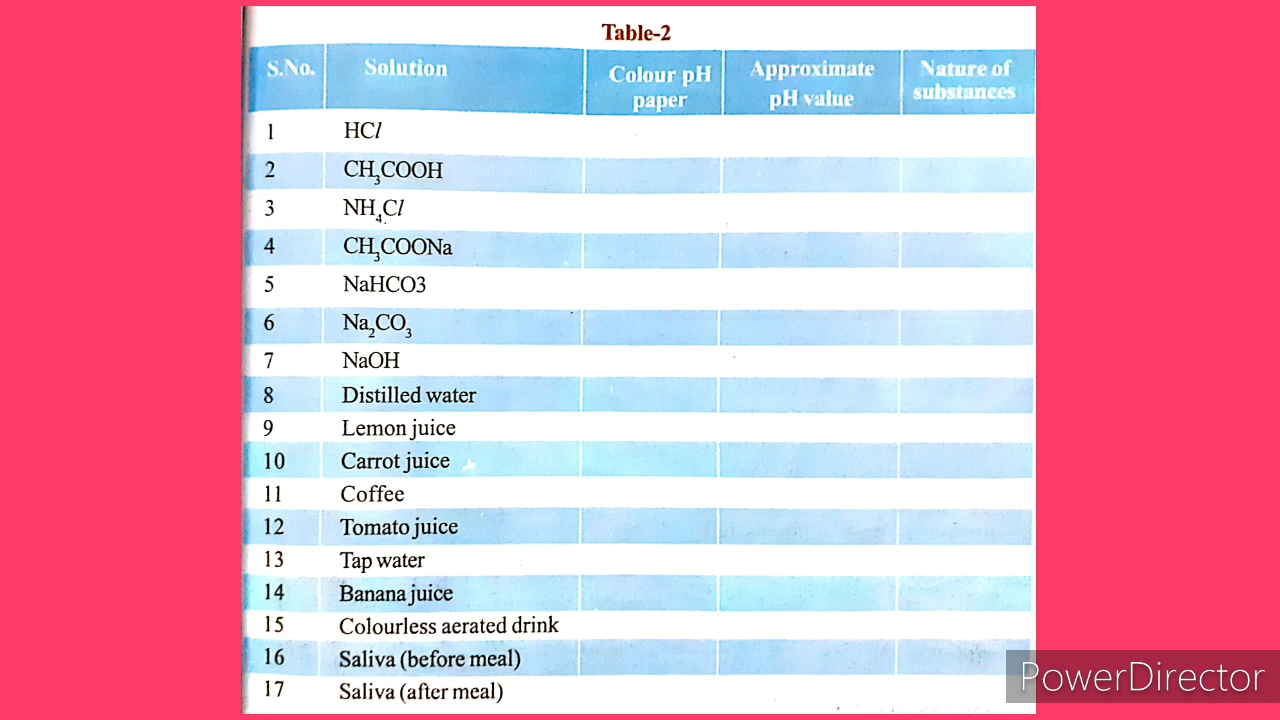 Table-2
S.No. Solution Colour pH paper Approximate pH value Nature of substances
1 HCl
2 CH₃COOH
3 NH₄Cl
4 CH₃COONa
5 NaHCO3
6 Na₂CO₃
7 NaOH
8 Distilled water
9 Lemon juice
10 Carrot juice
11 Coffee
12 Tomato juice
13 Tap water
14 Banana juice
15 Colourless aerated drink
16 Saliva (before meal)
17 Saliva (after meal)
PowerDirector